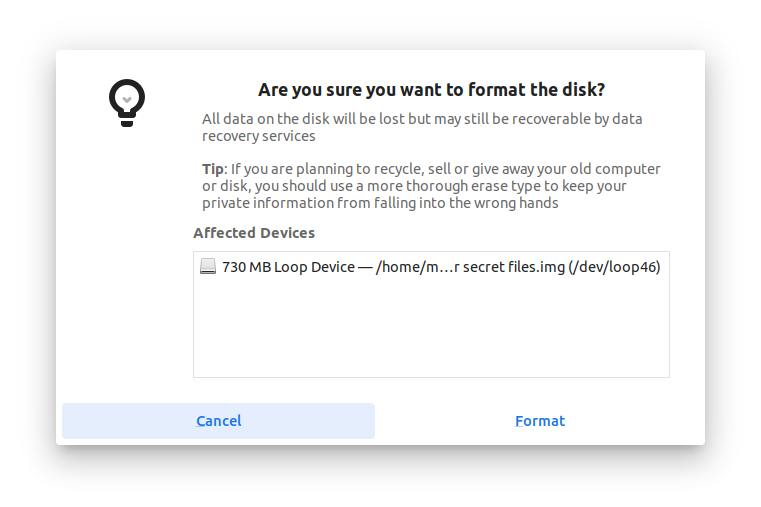 Are you sure you want to format the disk?
All data on the disk will be lost but may still be recoverable by data
recovery services
Tip: If you are planning to recycle, sell or give away your old computer
or disk, you should use a more thorough erase type to keep your
private information from falling into the wrong hands
Affected Devices
730 MB Loop Device — /home/m…r secret files.img (/dev/loop46)
Cancel
Format